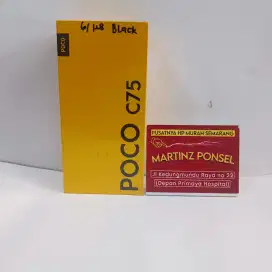 6/128 Black
POCO
POCO C75
PUSATNYA HP MURAH SEMARANG
MARTINZ PONSEL
Jl Kedungmundu Raya no 29
(Depan Primaya Hospital)